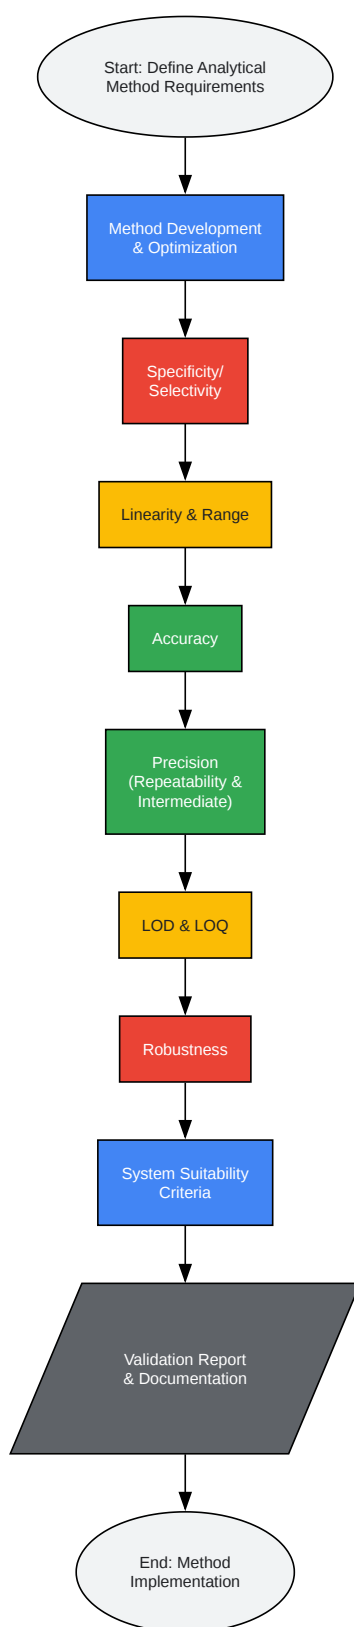 Start: Define Analytical
Method Requirements
Method Development
& Optimization
Specificity/
Selectivity
Linearity & Range
Accuracy
Precision
(Repeatability &
Intermediate)
LOD & LOQ
Robustness
System Suitability
Criteria
Validation Report
& Documentation
End: Method
Implementation